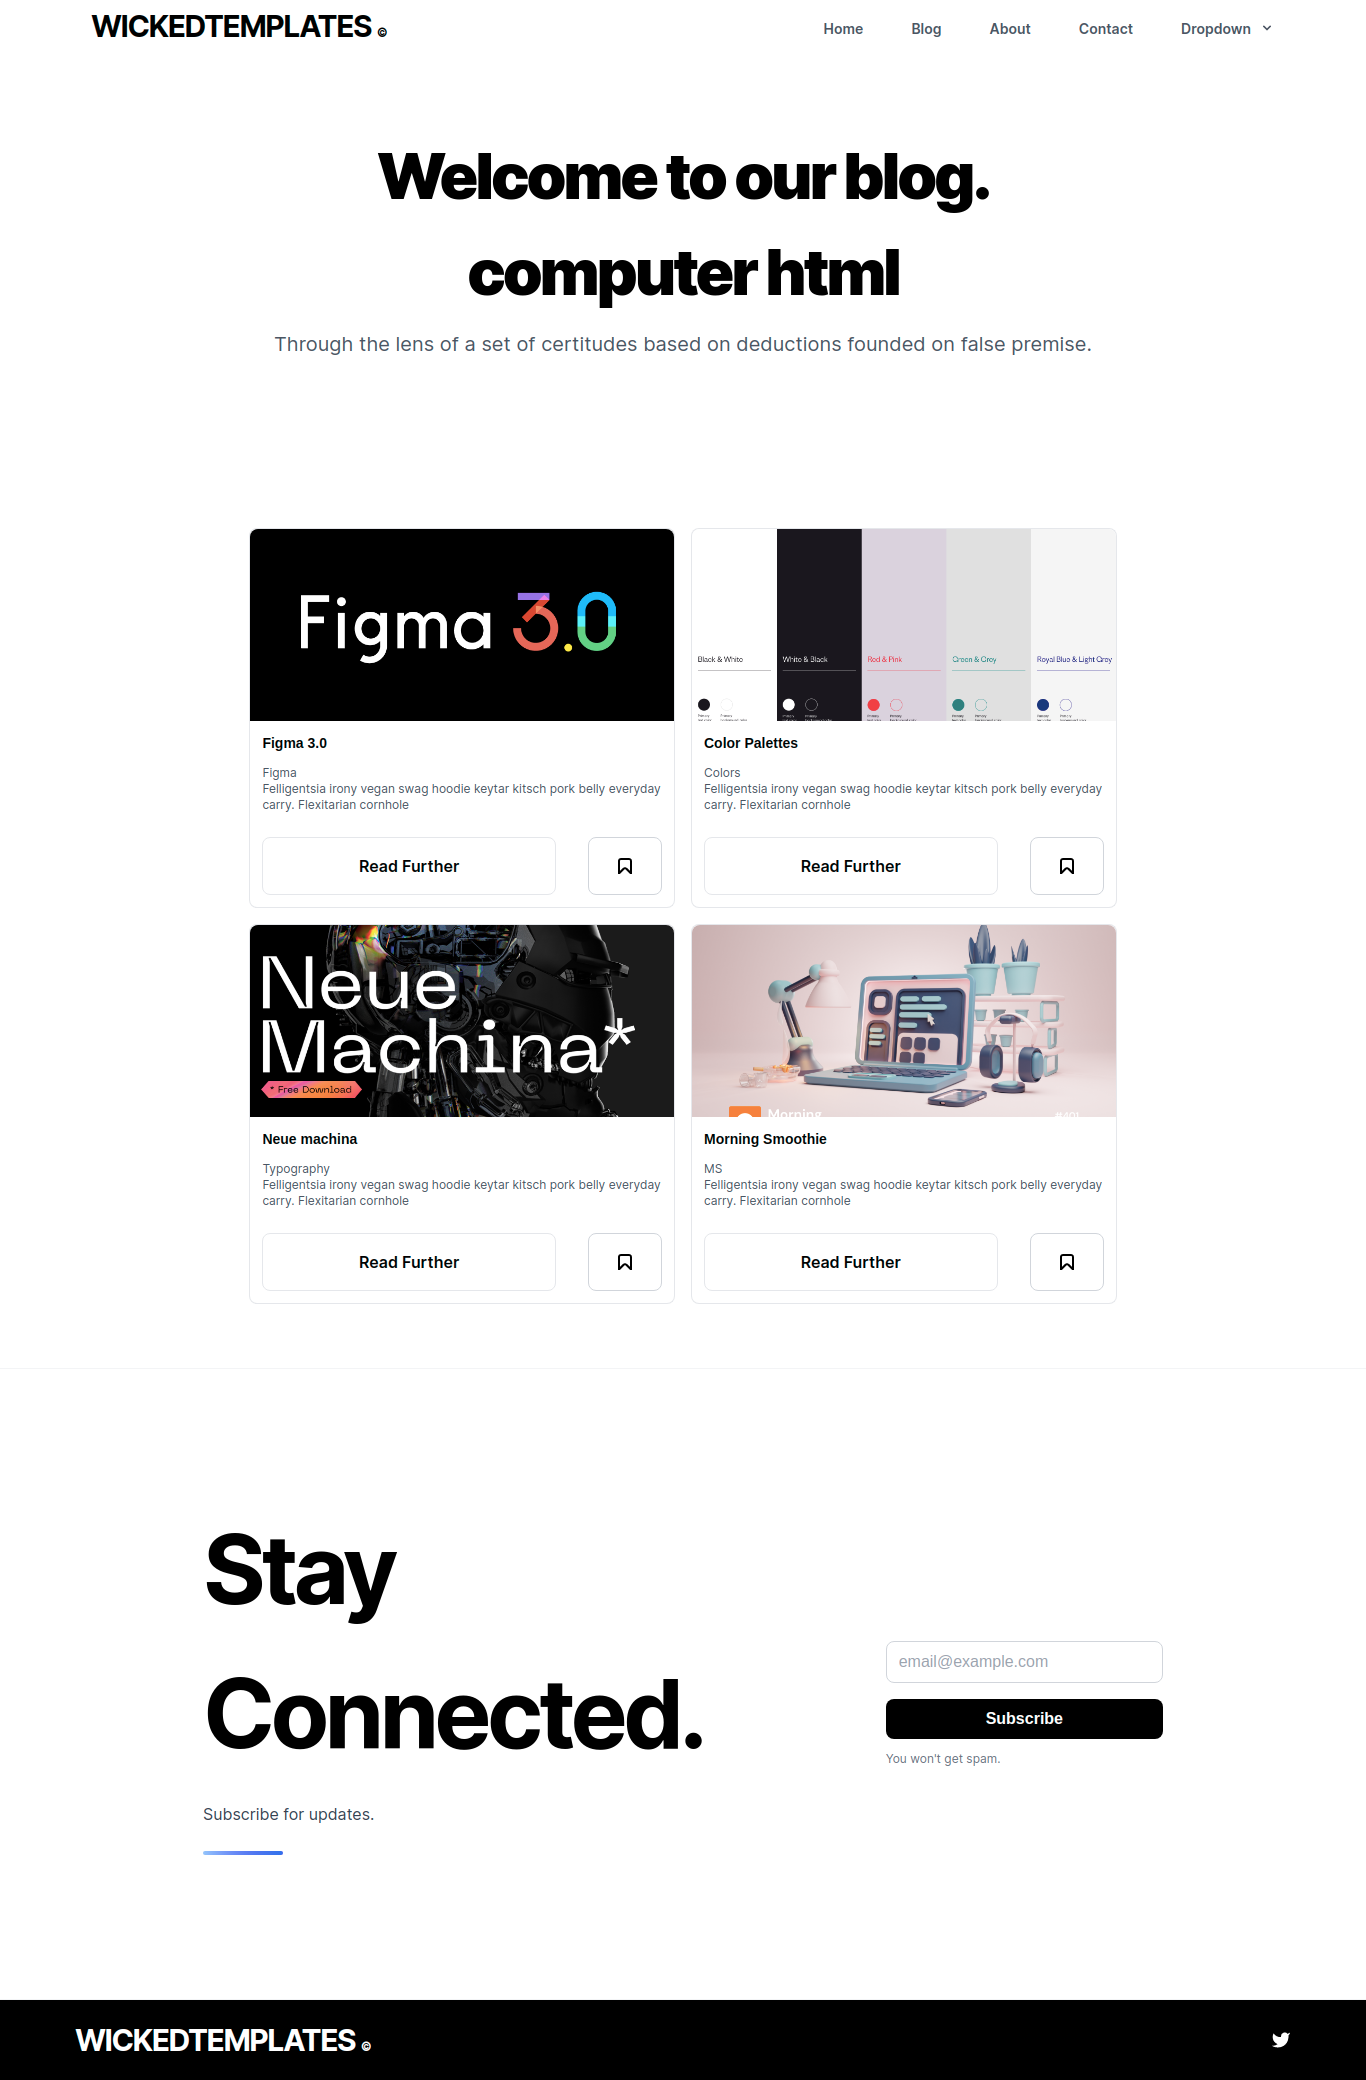 WICKEDTEMPLATES ©
Home Blog About Contact Dropdown
Welcome to our blog.
computer html
Through the lens of a set of certitudes based on deductions founded on false premise.
Figma 3.0
Figma 3.0
Figma
Felligentsia irony vegan swag hoodie keytar kitsch pork belly everyday
carry. Flexitarian cornhole
Read Further
Black & White
White & Black
Red & Pink
Green & Grey
Royal Blue & Light Grey
Color Palettes
Colors
Felligentsia irony vegan swag hoodie keytar kitsch pork belly everyday
carry. Flexitarian cornhole
Read Further
Neue
Machina*
* Free Download
Neue machina
Typography
Felligentsia irony vegan swag hoodie keytar kitsch pork belly everyday
carry. Flexitarian cornhole
Read Further
Morning
Morning Smoothie
MS
Felligentsia irony vegan swag hoodie keytar kitsch pork belly everyday
carry. Flexitarian cornhole
Read Further
Stay
Connected.
Subscribe for updates.
email@example.com
Subscribe
You won't get spam.
WICKEDTEMPLATES ©